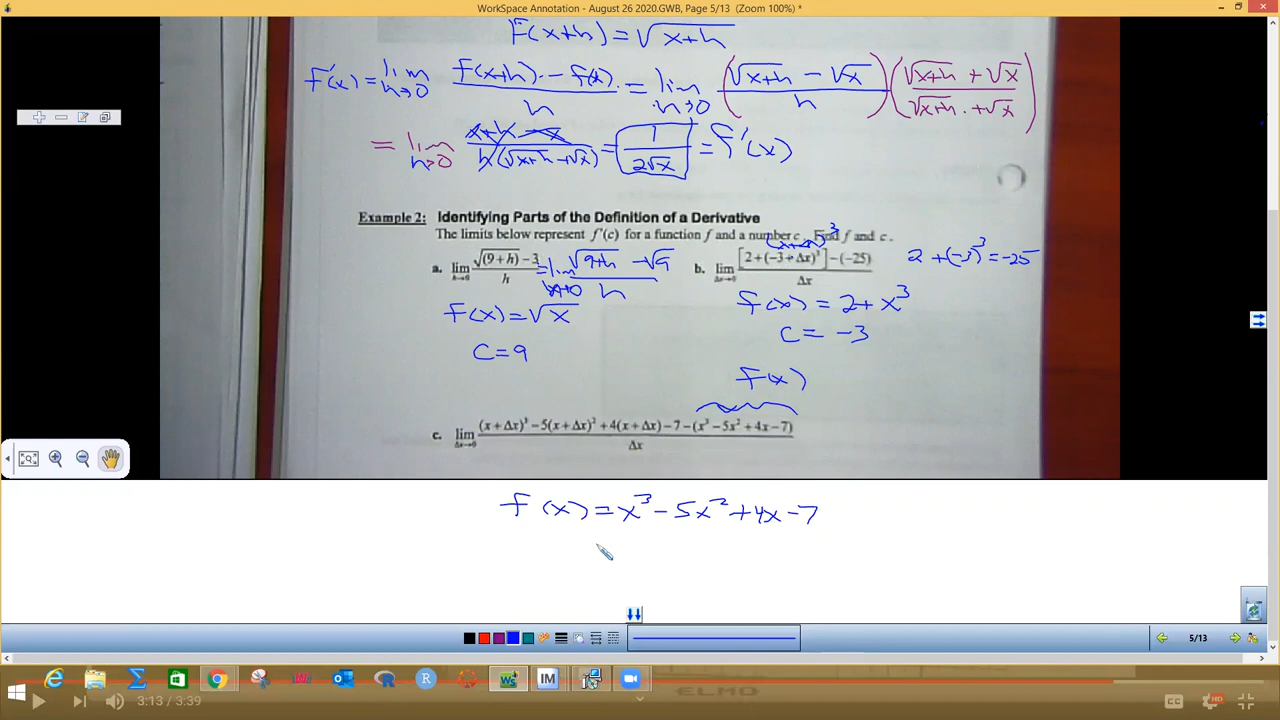 WorkSpace Annotation - August 26 2020.GWB, Page 5/13 (Zoom 100%) *
F(x+h) = √x+h
F'(x) = lim h→0 f(x+h) - f(x) / h = lim h→0 (√x+h - √x / h) (√x+h + √x / √x+h + √x)
= lim h→0 x+h - x / h(√x+h + √x) = 1 / 2√x = f'(x)
Example 2: Identifying Parts of the Definition of a Derivative
The limits below represent f'(c) for a function f and a number c. Find f and c.
a. lim h→0 √(9+h) - 3 / h = lim h→0 √9+h - √9 / h
b. lim Δx→0 [2+(-3+Δx)³] - (-25) / Δx
2 + (-3)³ = -25
f(x) = √x
f(x) = 2 + x³
c = 9
c = -3
f(x)
c. lim Δx→0 (x+Δx)³ - 5(x+Δx)² + 4(x+Δx) - 7 - (x³ - 5x² + 4x - 7) / Δx
f(x) = x³ - 5x² + 4x - 7
5/13
3:13 / 3:39
ELMO
CC
HD
IM